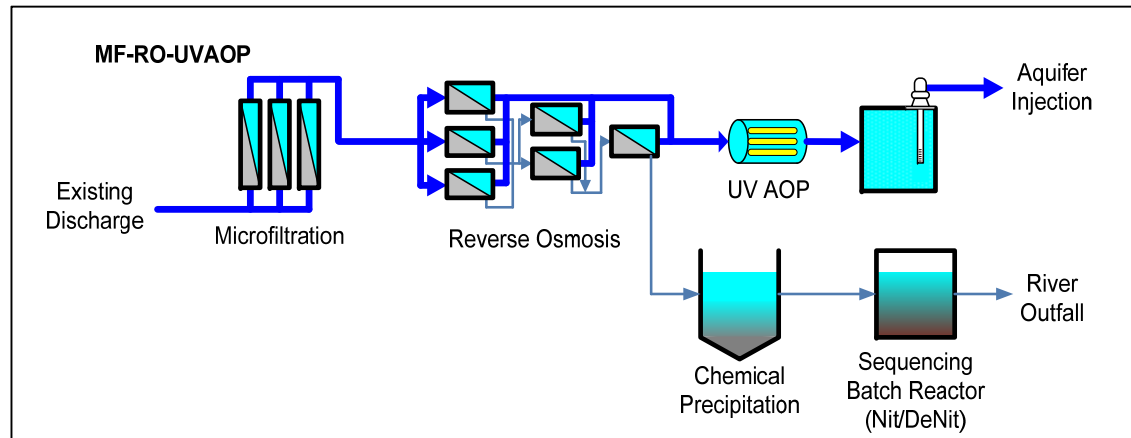 MF-RO-UVAOP
Existing
Discharge
Microfiltration
Reverse Osmosis
UV AOP
Aquifer
Injection
Chemical
Precipitation
Sequencing
Batch Reactor
(Nit/DeNit)
River
Outfall